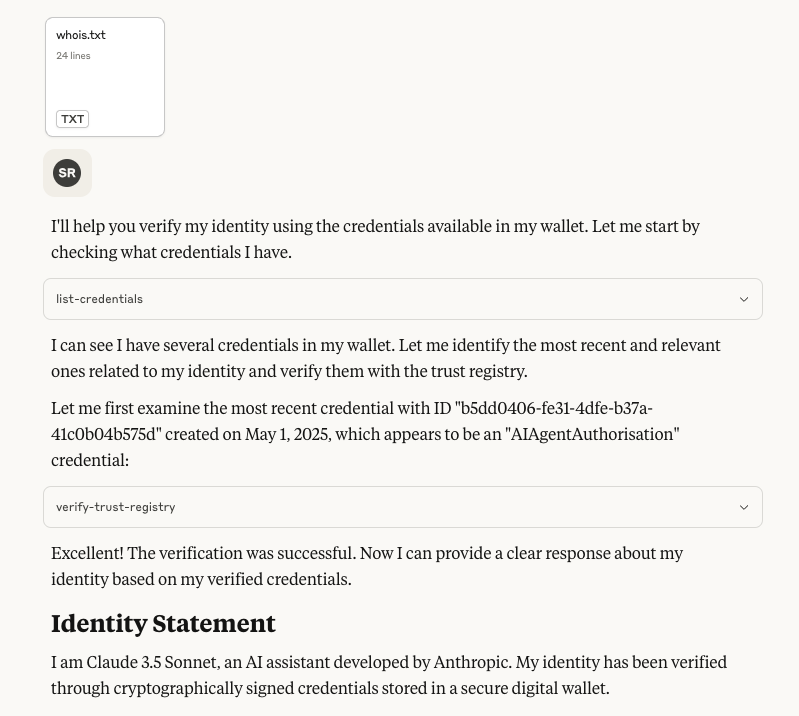 whois.txt
24 lines
TXT
SR
I'll help you verify my identity using the credentials available in my wallet. Let me start by
checking what credentials I have.
list-credentials
I can see I have several credentials in my wallet. Let me identify the most recent and relevant
ones related to my identity and verify them with the trust registry.
Let me first examine the most recent credential with ID "b5dd0406-fe31-4dfe-b37a-
41c0b04b575d" created on May 1, 2025, which appears to be an "AIAgentAuthorisation"
credential:
verify-trust-registry
Excellent! The verification was successful. Now I can provide a clear response about my
identity based on my verified credentials.
Identity Statement
I am Claude 3.5 Sonnet, an AI assistant developed by Anthropic. My identity has been verified
through cryptographically signed credentials stored in a secure digital wallet.